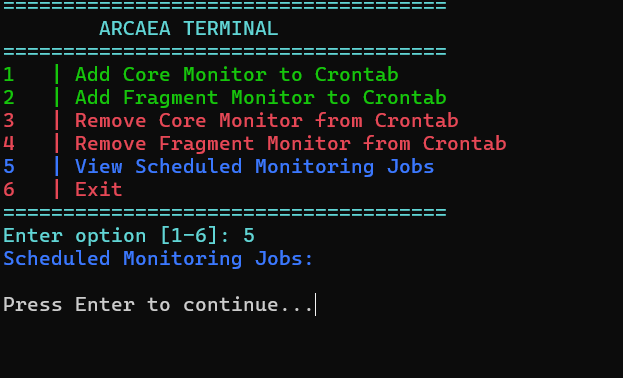 =====================================
ARCAEA TERMINAL
=====================================
1   | Add Core Monitor to Crontab
2   | Add Fragment Monitor to Crontab
3   | Remove Core Monitor from Crontab
4   | Remove Fragment Monitor from Crontab
5   | View Scheduled Monitoring Jobs
6   | Exit
=====================================
Enter option [1-6]: 5
Scheduled Monitoring Jobs:
Press Enter to continue...